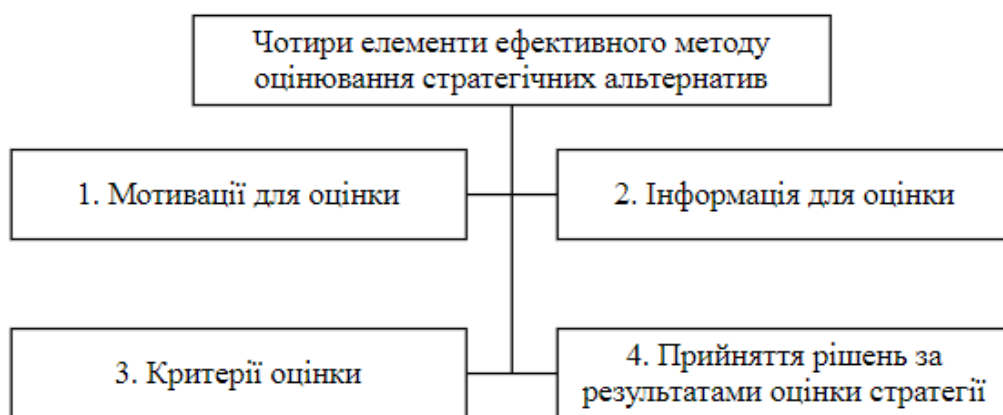 Чотири елементи ефективного методу
оцінювання стратегічних альтернатив
1. Мотивації для оцінки
2. Інформація для оцінки
3. Критерії оцінки
4. Прийняття рішень за
результатами оцінки стратегії